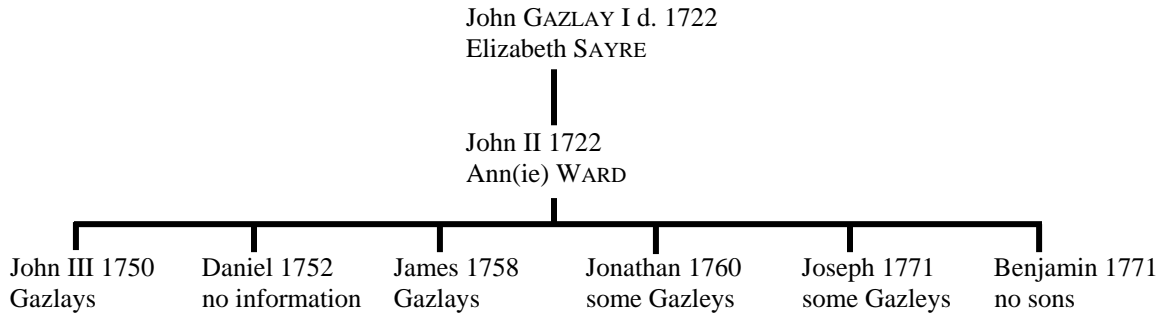 John GAZLAY I d. 1722
Elizabeth SAYRE
John II 1722
Ann(ie) WARD
John III 1750
Gazlays
Daniel 1752
no information
James 1758
Gazlays
Jonathan 1760
some Gazleys
Joseph 1771
some Gazleys
Benjamin 1771
no sons